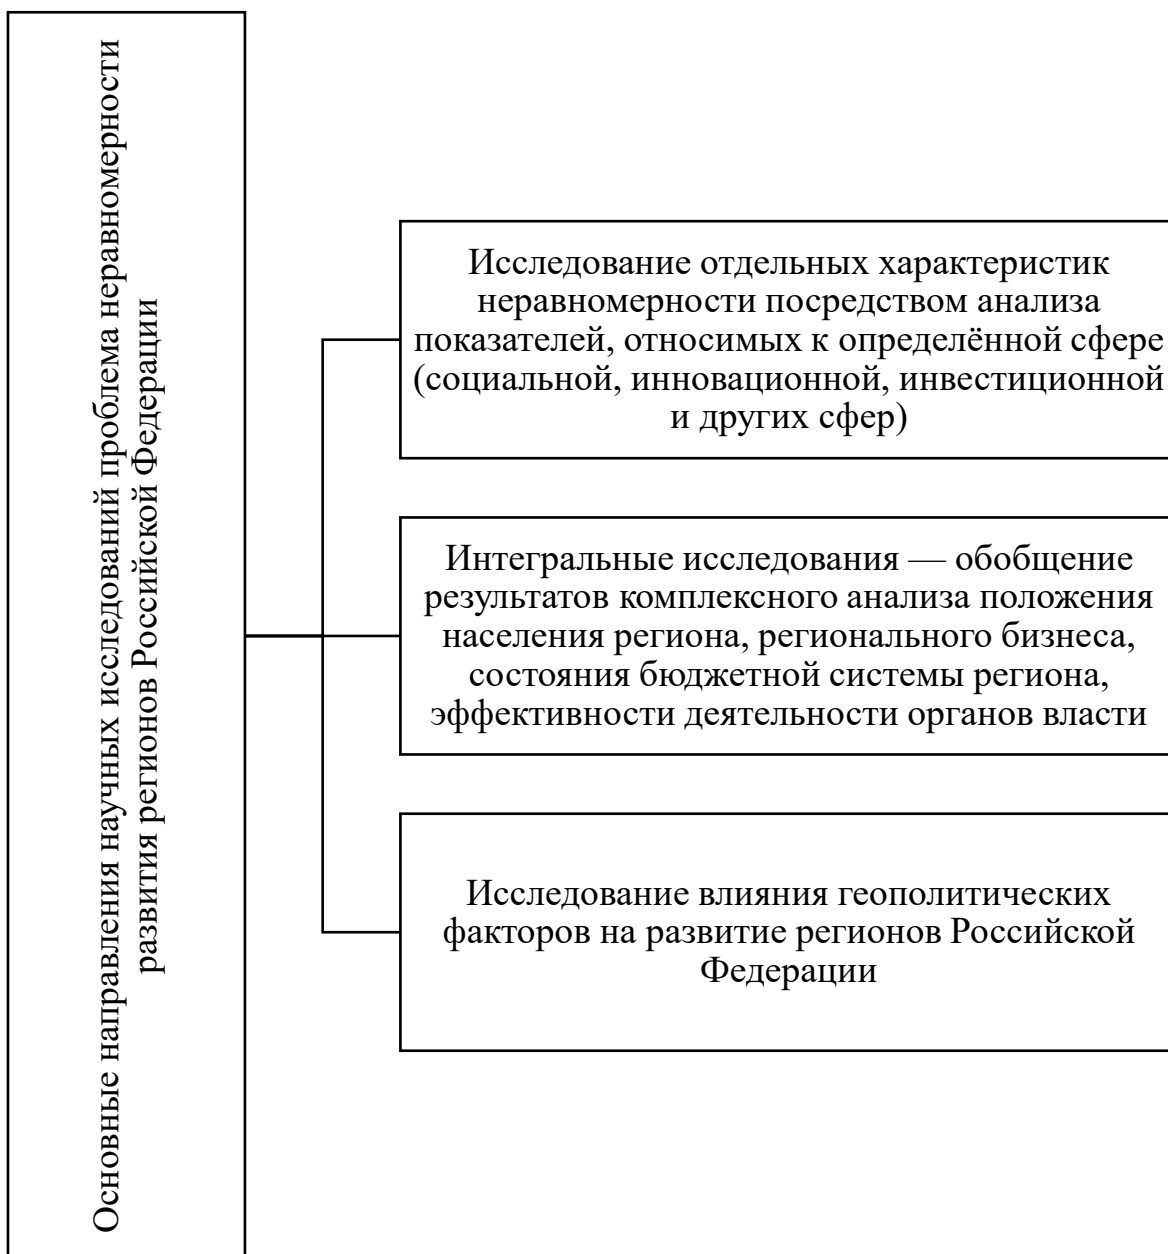 Основные направления научных исследований проблема неравномерности
развития регионов Российской Федерации
Исследование отдельных характеристик
неравномерности посредством анализа
показателей, относимых к определённой сфере
(социальной, инновационной, инвестиционной
и других сфер)
Интегральные исследования — обобщение
результатов комплексного анализа положения
населения региона, регионального бизнеса,
состояния бюджетной системы региона,
эффективности деятельности органов власти
Исследование влияния геополитических
факторов на развитие регионов Российской
Федерации